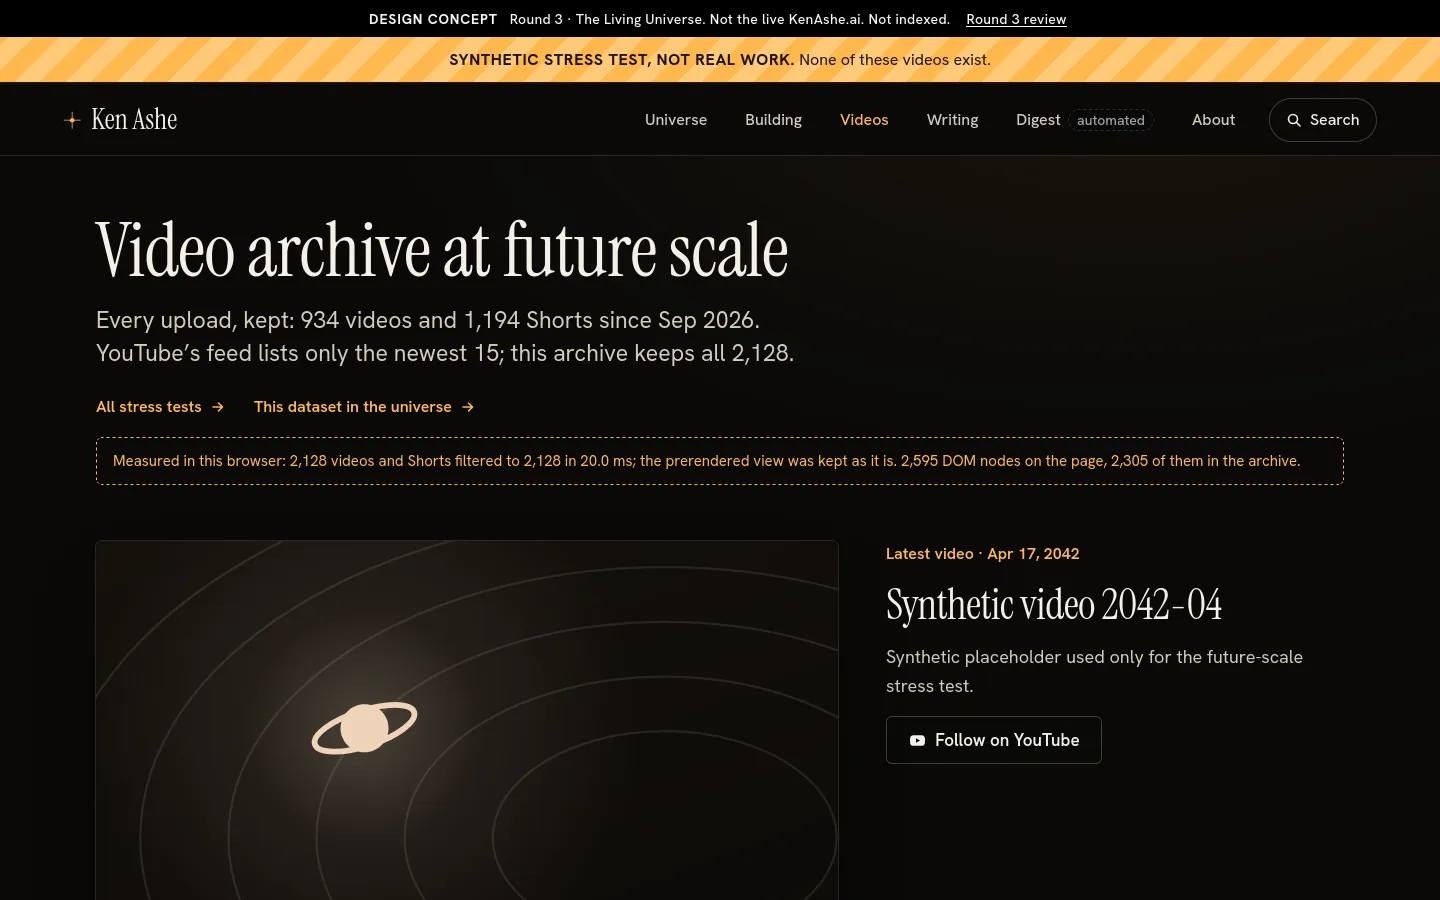 DESIGN CONCEPT Round 3 · The Living Universe. Not the live KenAshe.ai. Not indexed. Round 3 review
SYNTHETIC STRESS TEST, NOT REAL WORK. None of these videos exist.
Ken Ashe Universe Building Videos Writing Digest automated About Search
Video archive at future scale
Every upload, kept: 934 videos and 1,194 Shorts since Sep 2026.
YouTube’s feed lists only the newest 15; this archive keeps all 2,128.
All stress tests → This dataset in the universe →
Measured in this browser: 2,128 videos and Shorts filtered to 2,128 in 20.0 ms; the prerendered view was kept as it is. 2,595 DOM nodes on the page, 2,305 of them in the archive.
Latest video · Apr 17, 2042
Synthetic video 2042-04
Synthetic placeholder used only for the future-scale
stress test.
Follow on YouTube